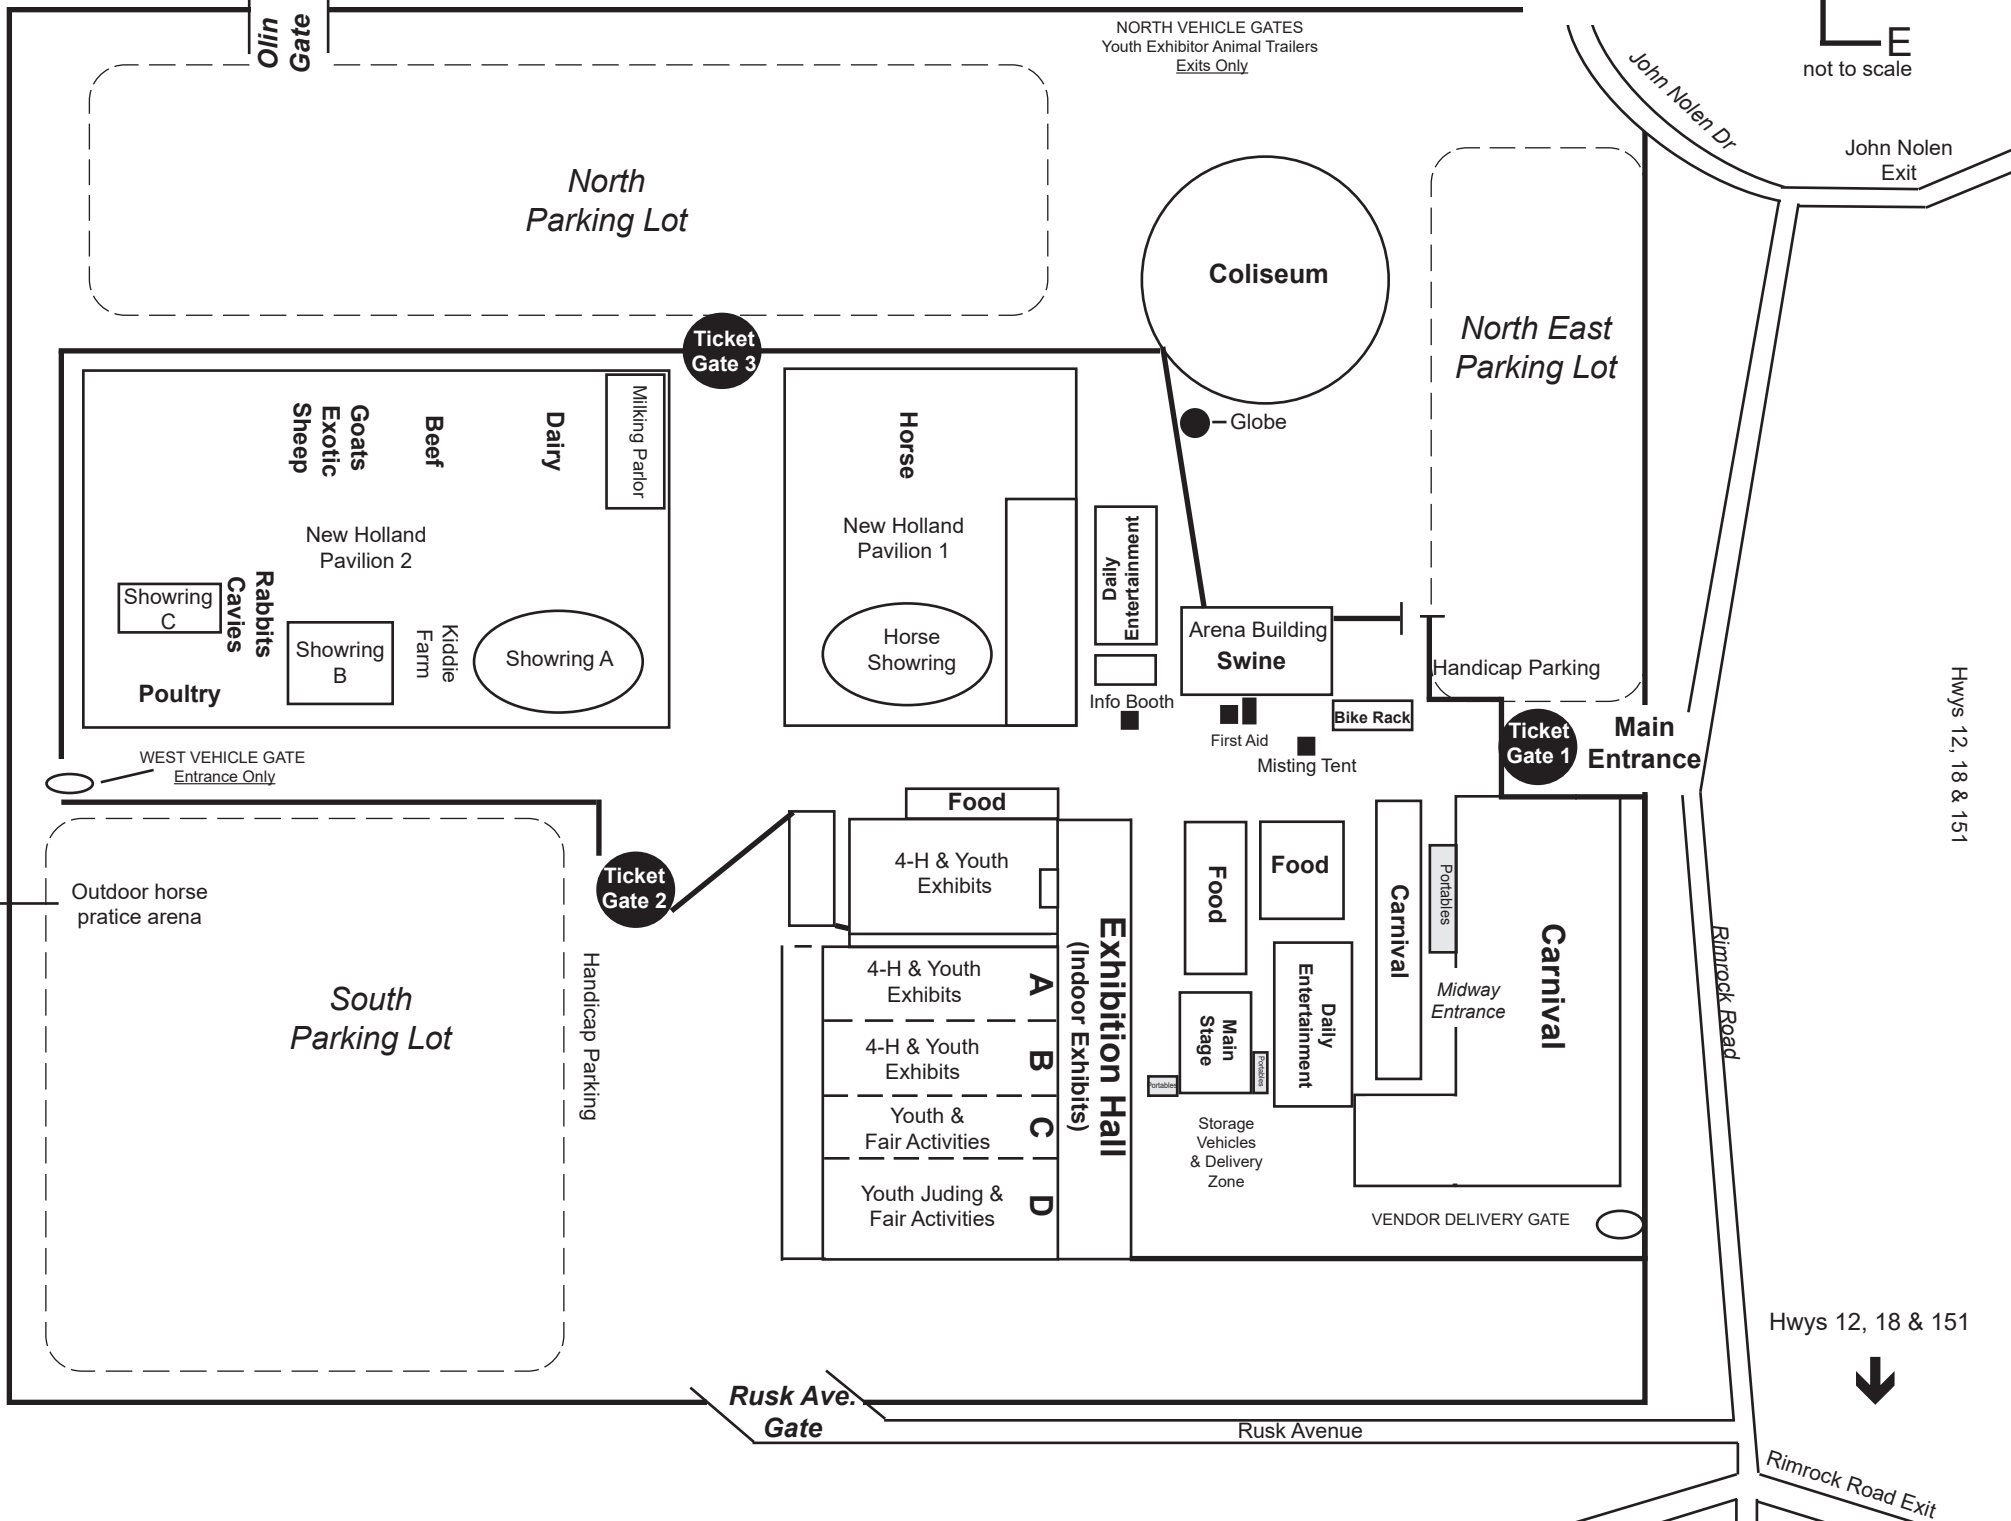 Olin
Gate
NORTH VEHICLE GATES
Youth Exhibitor Animal Trailers
Exits Only
E
not to scale
John Nolen Dr
John Nolen
Exit
North
Parking Lot
Coliseum
North East
Parking Lot
Ticket
Gate 3
Globe
Goats
Exotic
Sheep
Beef
Dairy
Milking Parlor
Horse
New Holland
Pavilion 2
New Holland
Pavilion 1
Daily
Entertainment
Showring
C
Rabbits
Cavies
Showring
B
Kiddie
Farm
Showring A
Horse
Showring
Arena Building
Swine
Handicap Parking
Poultry
Info Booth
First Aid
Bike Rack
Misting Tent
Ticket
Gate 1
Main
Entrance
Hwys 12, 18 & 151
WEST VEHICLE GATE
Entrance Only
Food
4-H & Youth
Exhibits
Food
Food
Carnival
Portables
Carnival
Ticket
Gate 2
Outdoor horse
pratice arena
South
Parking Lot
Handicap Parking
4-H & Youth
Exhibits
A
4-H & Youth
Exhibits
B
Youth &
Fair Activities
C
Youth Juding &
Fair Activities
D
Exhibition Hall
(Indoor Exhibits)
Main
Stage
Daily
Entertainment
Midway
Entrance
Portables
Portables
Rimrock Road
Storage
Vehicles
& Delivery
Zone
VENDOR DELIVERY GATE
Hwys 12, 18 & 151
Rusk Ave.
Gate
Rusk Avenue
Rimrock Road Exit